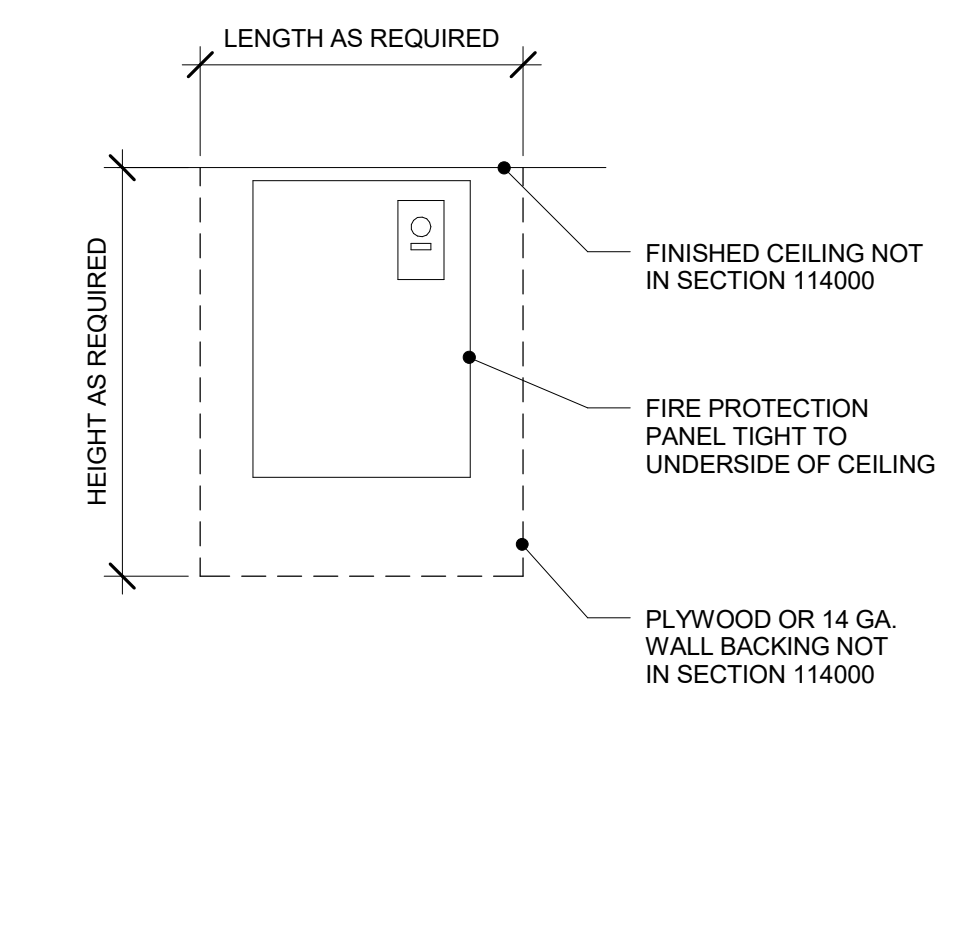 LENGTH AS REQUIRED
HEIGHT AS REQUIRED
FINISHED CEILING NOT
IN SECTION 114000
FIRE PROTECTION
PANEL TIGHT TO
UNDERSIDE OF CEILING
PLYWOOD OR 14 GA.
WALL BACKING NOT
IN SECTION 114000